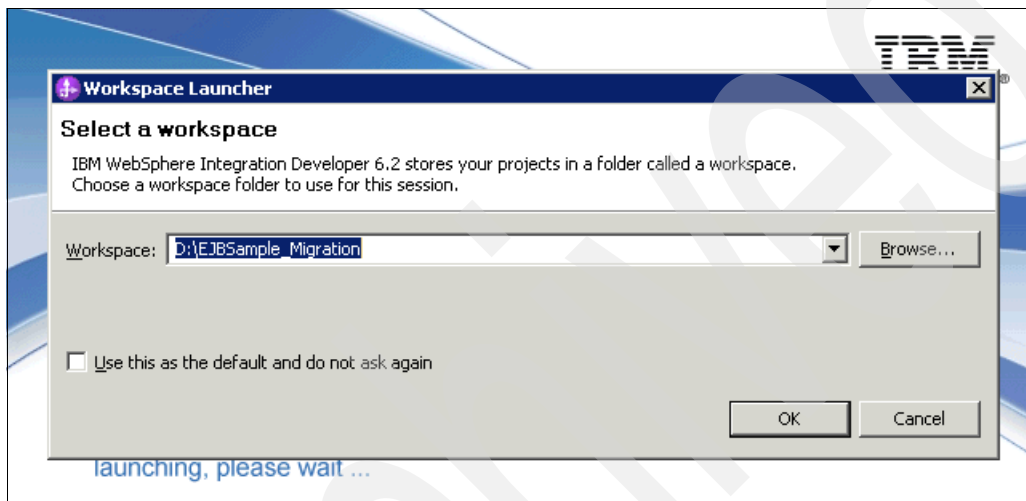 IBM
®
Workspace Launcher
Select a workspace
IBM WebSphere Integration Developer 6.2 stores your projects in a folder called a workspace.
Choose a workspace folder to use for this session.
Workspace: D:\EJBSample_Migration Browse...
Use this as the default and do not ask again
OK Cancel
launching, please wait ...